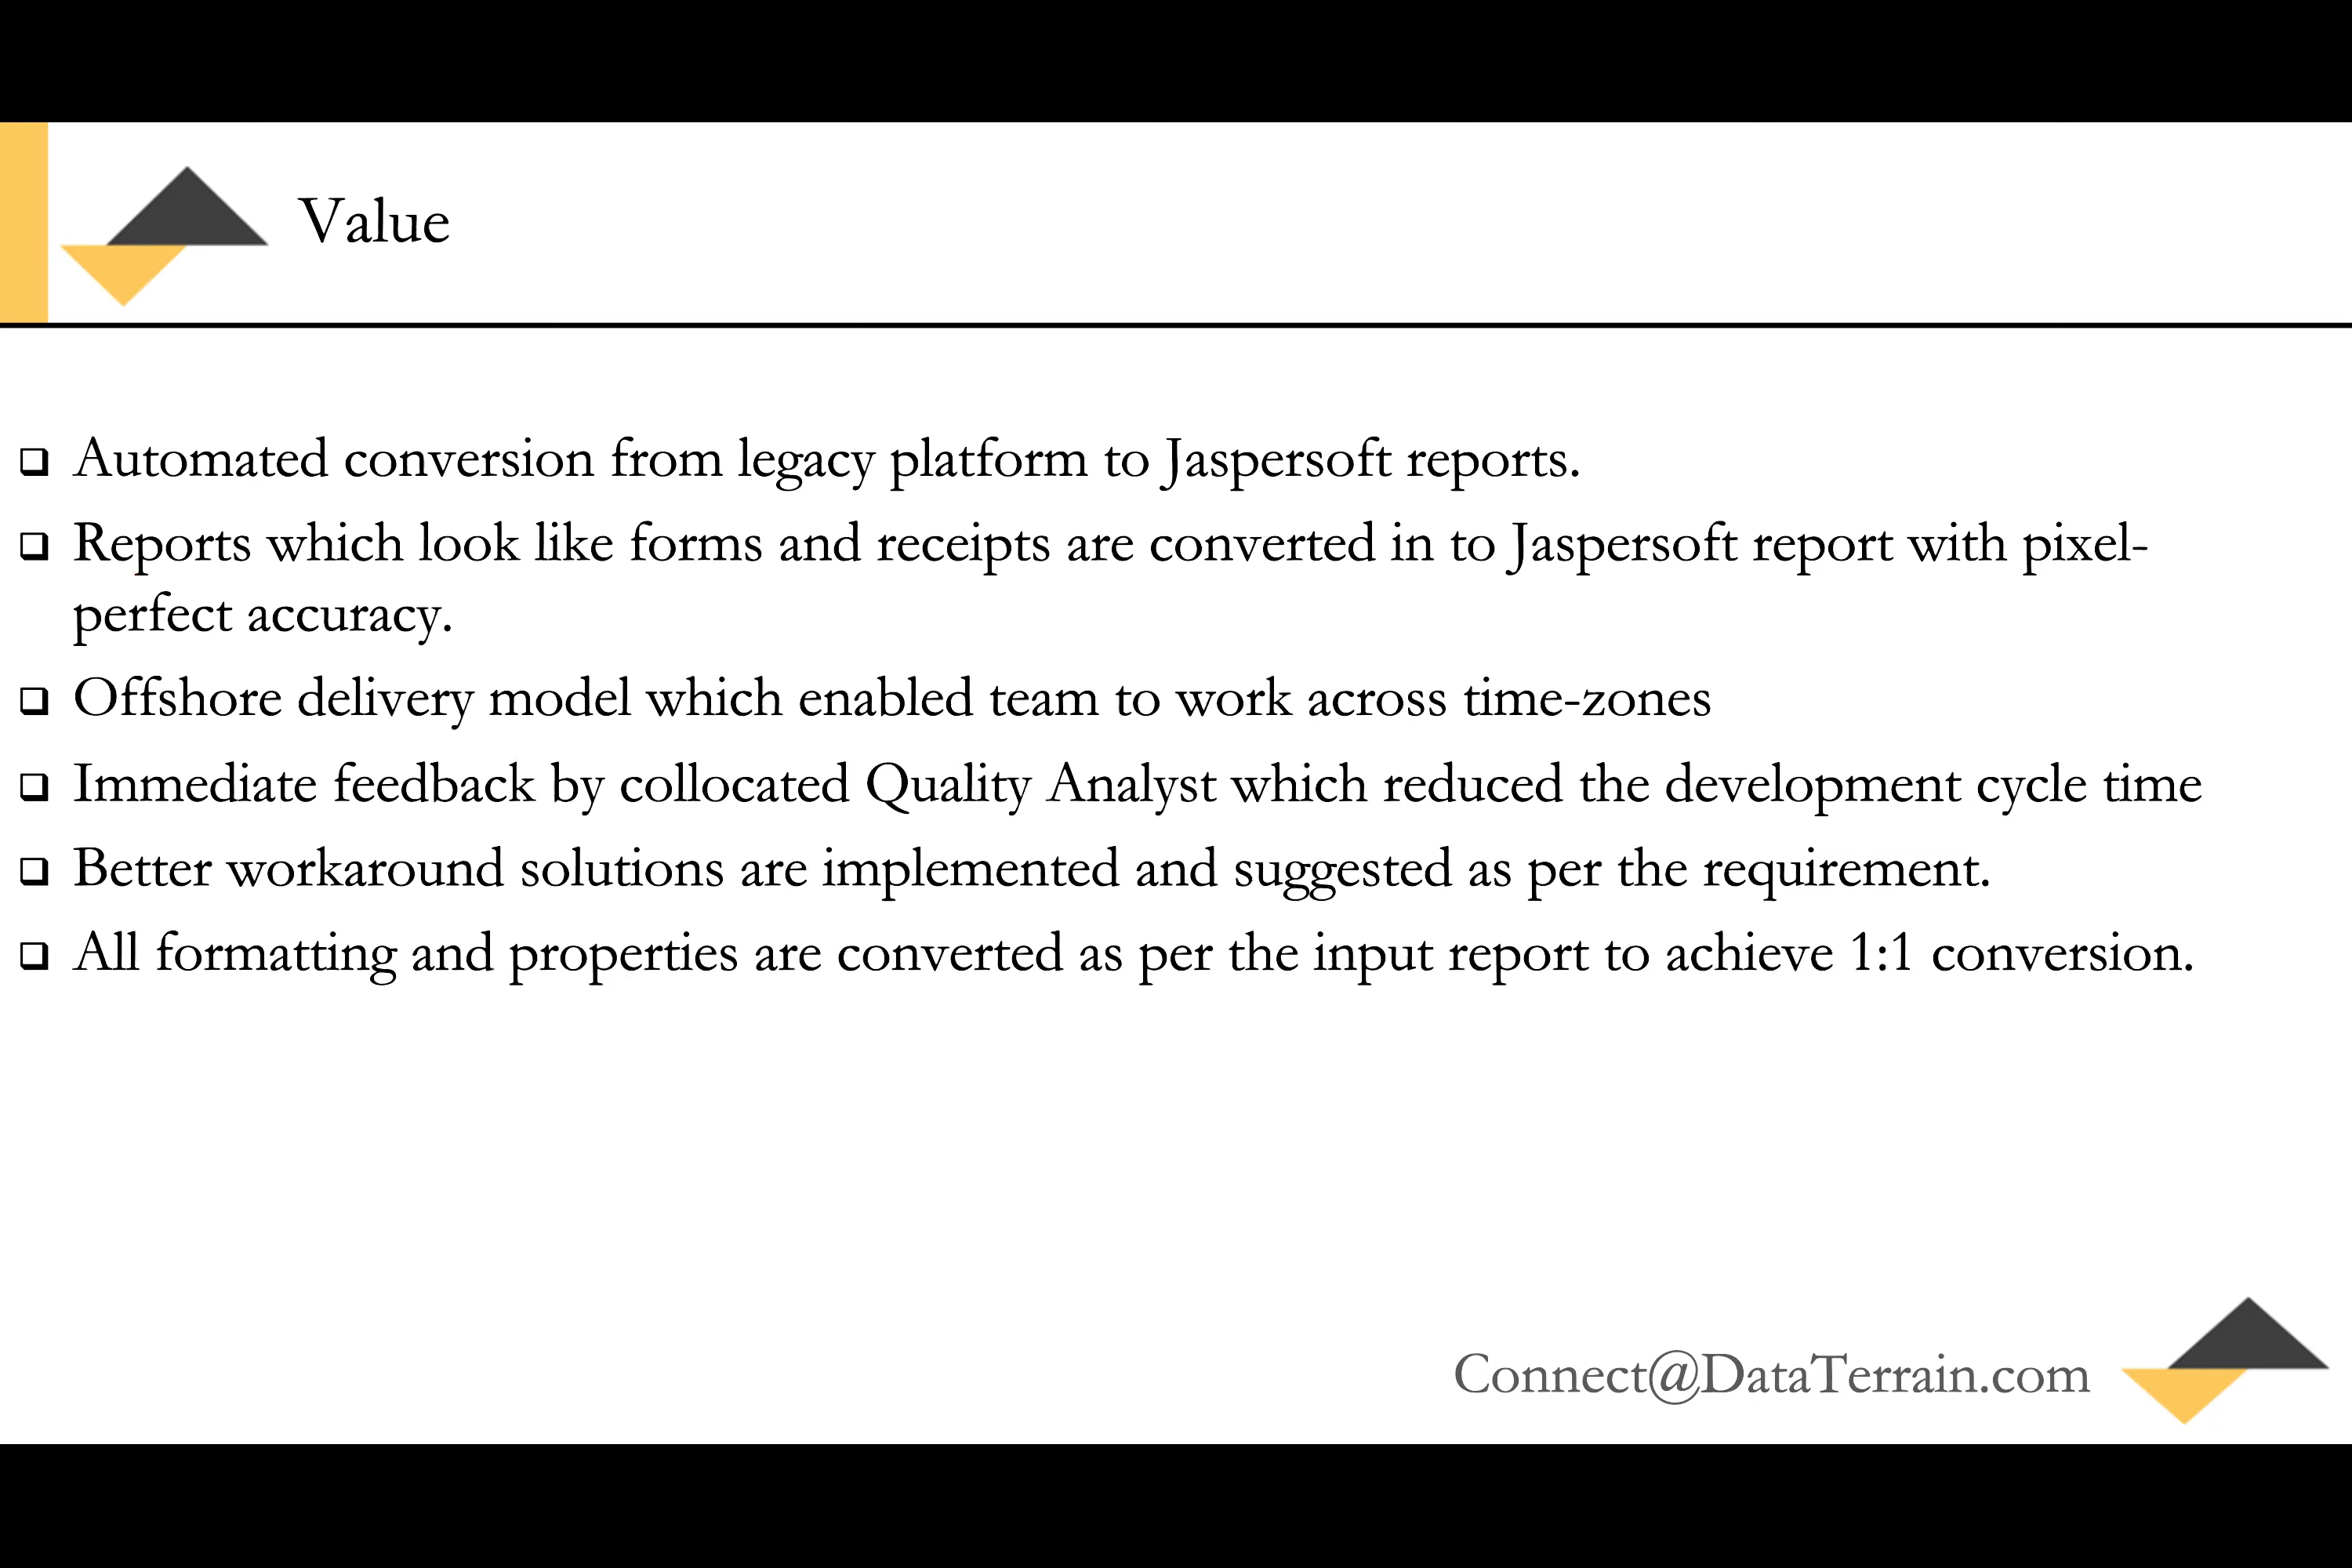 Value
❑ Automated conversion from legacy platform to Jaspersoft reports.
❑ Reports which look like forms and receipts are converted in to Jaspersoft report with pixel-
perfect accuracy.
❑ Offshore delivery model which enabled team to work across time-zones
❑ Immediate feedback by collocated Quality Analyst which reduced the development cycle time
❑ Better workaround solutions are implemented and suggested as per the requirement.
❑ All formatting and properties are converted as per the input report to achieve 1:1 conversion.
Connect@DataTerrain.com